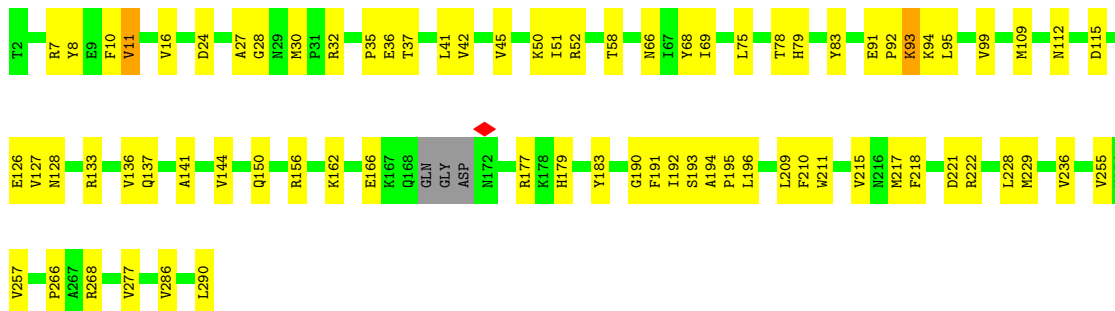 T2 R7 Y8 E9 F10 V11 V16 D24 A27 G28 N29 M30 P31 R32 P35 E36 T37 L41 V42 V45 K50 I51 R52 T58 N66 I67 Y68 I69 L75 T78 H79 Y83 E91 P92 K93 K94 L95 V99 M109 N112 D115
E126 V127 N128 R133 V136 Q137 A141 V144 Q150 R156 K162 E166 K167 Q168 GLN GLY ASP N172 R177 K178 H179 Y183 G190 F191 I192 S193 A194 P195 L196 L209 F210 W211 V215 N216 M217 F218 D221 R222 L228 M229 V236 V255
V257 P266 A267 R268 V277 V286 L290